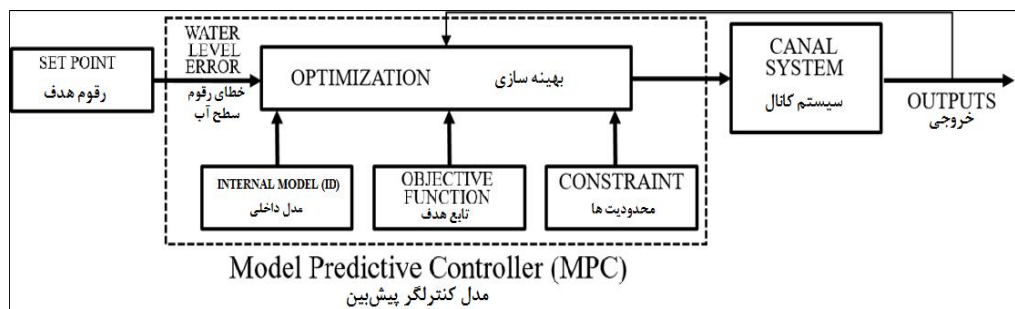 SET POINT
رقوم هدف
WATER
LEVEL
ERROR
خطای رقوم
سطح آب
OPTIMIZATION بهینه سازی
CANAL
SYSTEM
سیستم کانال
OUTPUTS
خروجی
INTERNAL MODEL (ID)
مدل داخلی
OBJECTIVE
FUNCTION
تابع هدف
CONSTRAINT
محدودیت ها
Model Predictive Controller (MPC)
مدل کنترلگر پیش‌بین